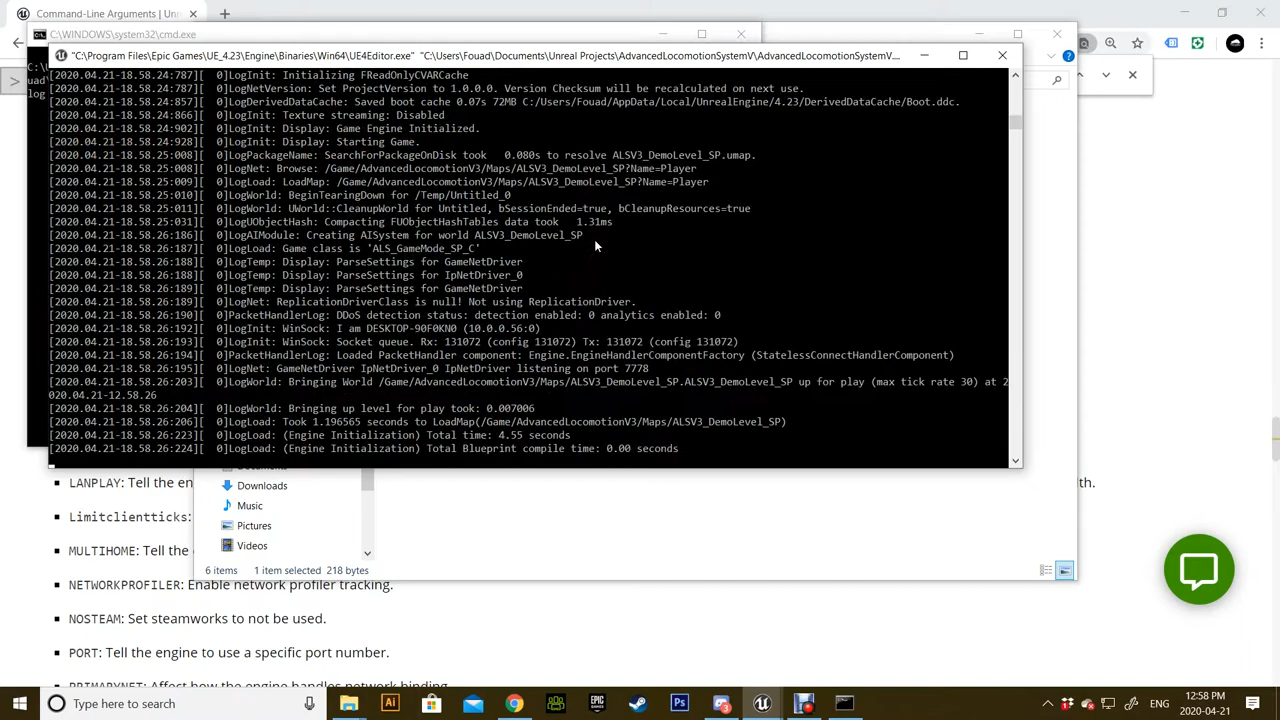 Command-Line Arguments | Unreal
C:\WINDOWS\system32\cmd.exe
"C:\Program Files\Epic Games\UE_4.23\Engine\Binaries\Win64\UE4Editor.exe"  "C:\Users\Fouad\Documents\Unreal Projects\AdvancedLocomotionSystemV\AdvancedLocomotionSystemV....
[2020.04.21-18.58.24:787][  0]LogInit: Initializing FReadOnlyCVARCache
[2020.04.21-18.58.24:798][  0]LogNetVersion: Set ProjectVersion to 1.0.0.0. Version Checksum will be recalculated on next use.
[2020.04.21-18.58.24:857][  0]LogDerivedDataCache: Saved boot cache 0.07s 72MB C:/Users/Fouad/AppData/Local/UnrealEngine/4.23/DerivedDataCache/Boot.ddc.
[2020.04.21-18.58.24:866][  0]LogInit: Texture streaming: Disabled
[2020.04.21-18.58.24:902][  0]LogInit: Display: Game Engine Initialized.
[2020.04.21-18.58.24:928][  0]LogInit: Display: Starting Game.
[2020.04.21-18.58.25:008][  0]LogPackageName: SearchForPackageOnDisk took   0.080s to resolve ALSV3_DemoLevel_SP.umap.
[2020.04.21-18.58.25:008][  0]LogNet: Browse: /Game/AdvancedLocomotionV3/Maps/ALSV3_DemoLevel_SP?Name=Player
[2020.04.21-18.58.25:009][  0]LogLoad: LoadMap: /Game/AdvancedLocomotionV3/Maps/ALSV3_DemoLevel_SP?Name=Player
[2020.04.21-18.58.25:010][  0]LogWorld: BeginTearingDown for /Temp/Untitled_0
[2020.04.21-18.58.25:011][  0]LogWorld: UWorld::CleanupWorld for Untitled, bSessionEnded=true, bCleanupResources=true
[2020.04.21-18.58.25:031][  0]LogUObjectHash: Compacting FUObjectHashTables data took   1.31ms
[2020.04.21-18.58.26:186][  0]LogAIModule: Creating AISystem for world ALSV3_DemoLevel_SP
[2020.04.21-18.58.26:187][  0]LogLoad: Game class is 'ALS_GameMode_SP_C'
[2020.04.21-18.58.26:188][  0]LogTemp: Display: ParseSettings for GameNetDriver
[2020.04.21-18.58.26:188][  0]LogTemp: Display: ParseSettings for IpNetDriver_0
[2020.04.21-18.58.26:189][  0]LogTemp: Display: ParseSettings for GameNetDriver
[2020.04.21-18.58.26:189][  0]LogNet: ReplicationDriverClass is null! Not using ReplicationDriver.
[2020.04.21-18.58.26:190][  0]PacketHandlerLog: DDoS detection status: detection enabled: 0 analytics enabled: 0
[2020.04.21-18.58.26:190][  0]LogInit: WinSock: I am DESKTOP-90F0KN0 (10.0.0.56:0)
[2020.04.21-18.58.26:193][  0]LogInit: WinSock: Socket queue. Rx: 131072 (config 131072) Tx: 131072 (config 131072)
[2020.04.21-18.58.26:194][  0]PacketHandlerLog: Loaded PacketHandler component: Engine.EngineHandlerComponentFactory (StatelessConnectHandlerComponent)
[2020.04.21-18.58.26:195][  0]LogNet: GameNetDriver IpNetDriver_0 IpNetDriver listening on port 7778
[2020.04.21-18.58.26:203][  0]LogWorld: Bringing World /Game/AdvancedLocomotionV3/Maps/ALSV3_DemoLevel_SP.ALSV3_DemoLevel_SP up for play (max tick rate 30) at 2
020.04.21-12.58.26
[2020.04.21-18.58.26:204][  0]LogWorld: Bringing up level for play took: 0.007006
[2020.04.21-18.58.26:206][  0]LogLoad: Took 1.196565 seconds to LoadMap(/Game/AdvancedLocomotionV3/Maps/ALSV3_DemoLevel_SP)
[2020.04.21-18.58.26:223][  0]LogLoad: (Engine Initialization) Total time: 4.55 seconds
[2020.04.21-18.58.26:224][  0]LogLoad: (Engine Initialization) Total Blueprint compile time: 0.00 seconds
LANPLAY: Tell the en
th.
Downloads
Limitclientticks:
Music
Pictures
MULTIHOME: Tell the
Videos
6 items 1 item selected 218 bytes
NETWORKPROFILER: Enable network profiler tracking.
NOSTEAM: Set steamworks to not be used.
PORT: Tell the engine to use a specific port number.
PRIMARYNET: Affect how the engine handles network binding
Type here to search
ENG
12:58 PM
2020-04-21